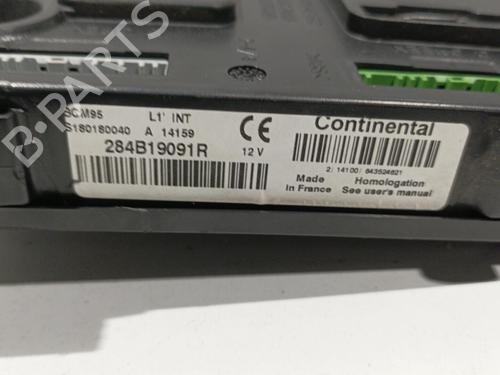 B-PARTS
BCM95 L1' INT
S180180040 A 14159
284B19091R 12 V
CE
Continental
2/ 14100/ 643524621
Made Homologation
In France See user's manual